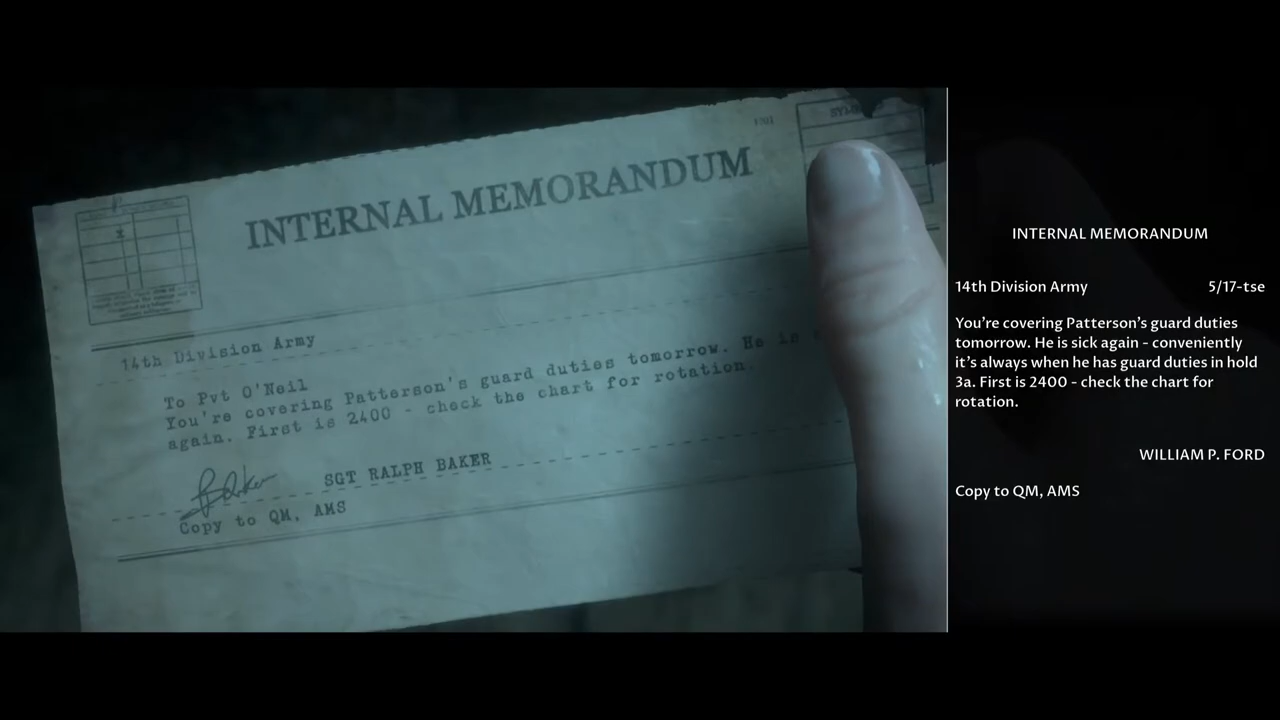 INTERNAL MEMORANDUM
14th Division Army
To Pvt O'Neil
You're covering Patterson's guard duties tomorrow. He is
again. First is 2400 - check the chart for rotation.
SGT RALPH BAKER
Copy to QM, AMS
INTERNAL MEMORANDUM
14th Division Army 5/17-tse
You're covering Patterson's guard duties
tomorrow. He is sick again - conveniently
it's always when he has guard duties in hold
3a. First is 2400 - check the chart for
rotation.
WILLIAM P. FORD
Copy to QM, AMS